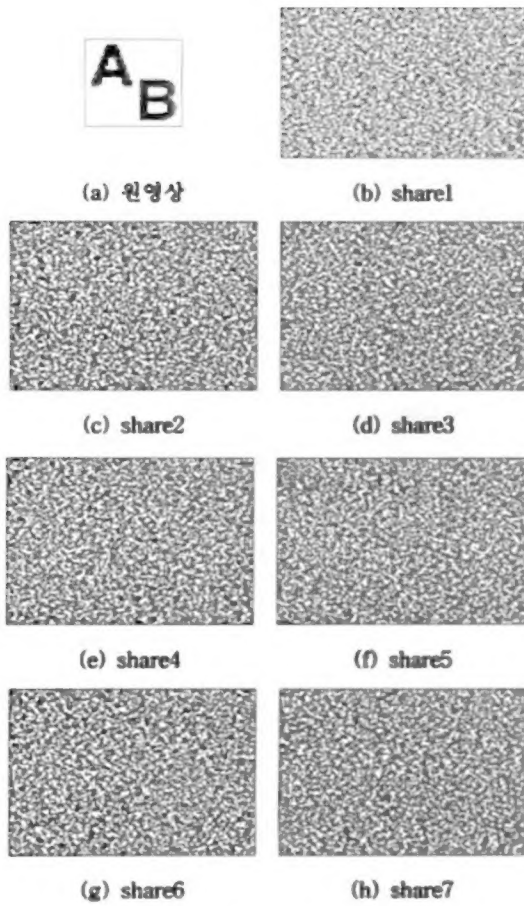 A
B
(a) 원영상
(b) share1
(c) share2
(d) share3
(e) share4
(f) share5
(g) share6
(h) share7